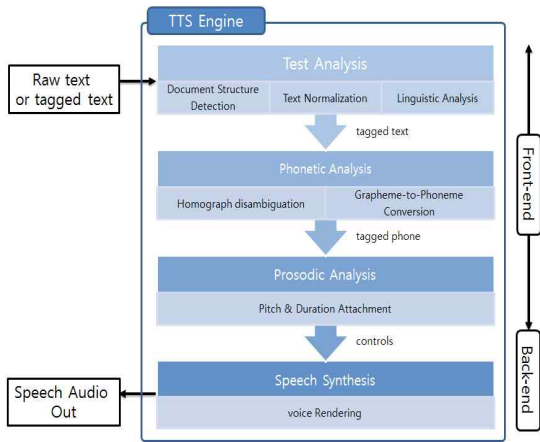 TTS Engine
Raw text
or tagged text
Test Analysis
Document Structure
Detection
Text Normalization
Linguistic Analysis
tagged text
Phonetic Analysis
Homograph disambiguation
Grapheme-to-Phoneme
Conversion
tagged phone
Prosodic Analysis
Pitch & Duration Attachment
controls
Speech Synthesis
voice Rendering
Speech Audio
Out
Front-end
Back-end